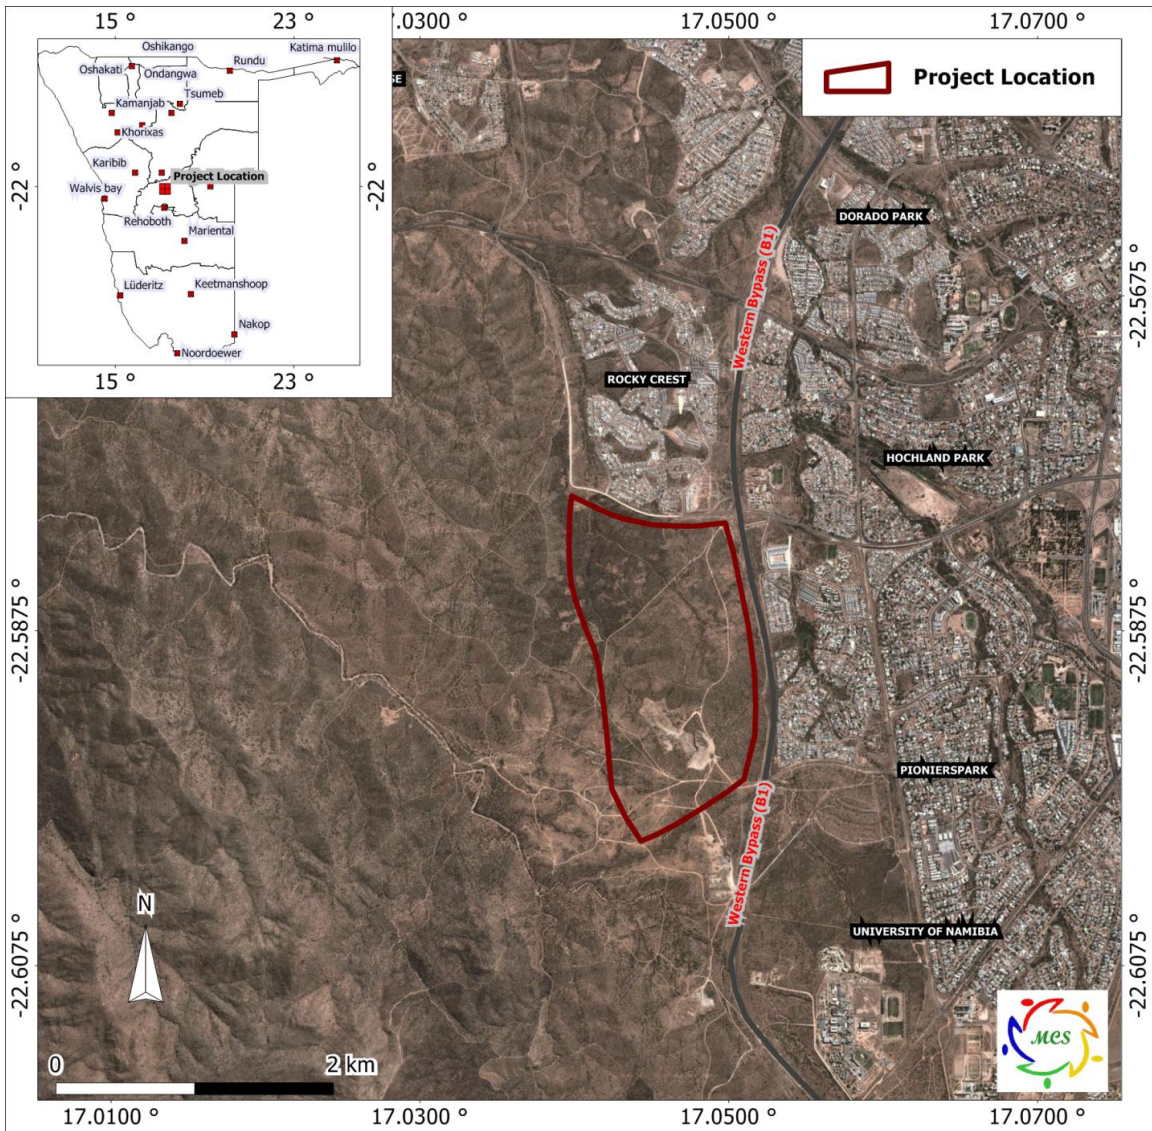 15 °
23 °
17.0300 °
17.0500 °
17.0700 °
Oshikango
Katima mulilo
Rundu
Oshakati
Ondangwa
Tsumeb
Kamanjab
Khorixas
Karibib
Project Location
Walvis bay
Rehoboth
Mariental
Lüderitz
Keetmanshoop
Nakop
Noordoewer
-22 °
-22 °
15 °
23 °
SE
Project Location
DORADO PARK
Western Bypass (B1)
-22.5675 °
ROCKY CREST
HOCHLAND PARK
-22.5875 °
-22.5875 °
PIONIERSPARK
Western Bypass (B1)
UNIVERSITY OF NAMIBIA
-22.6075 °
-22.6075 °
N
MCS
0
2 km
17.0100 °
17.0300 °
17.0500 °
17.0700 °